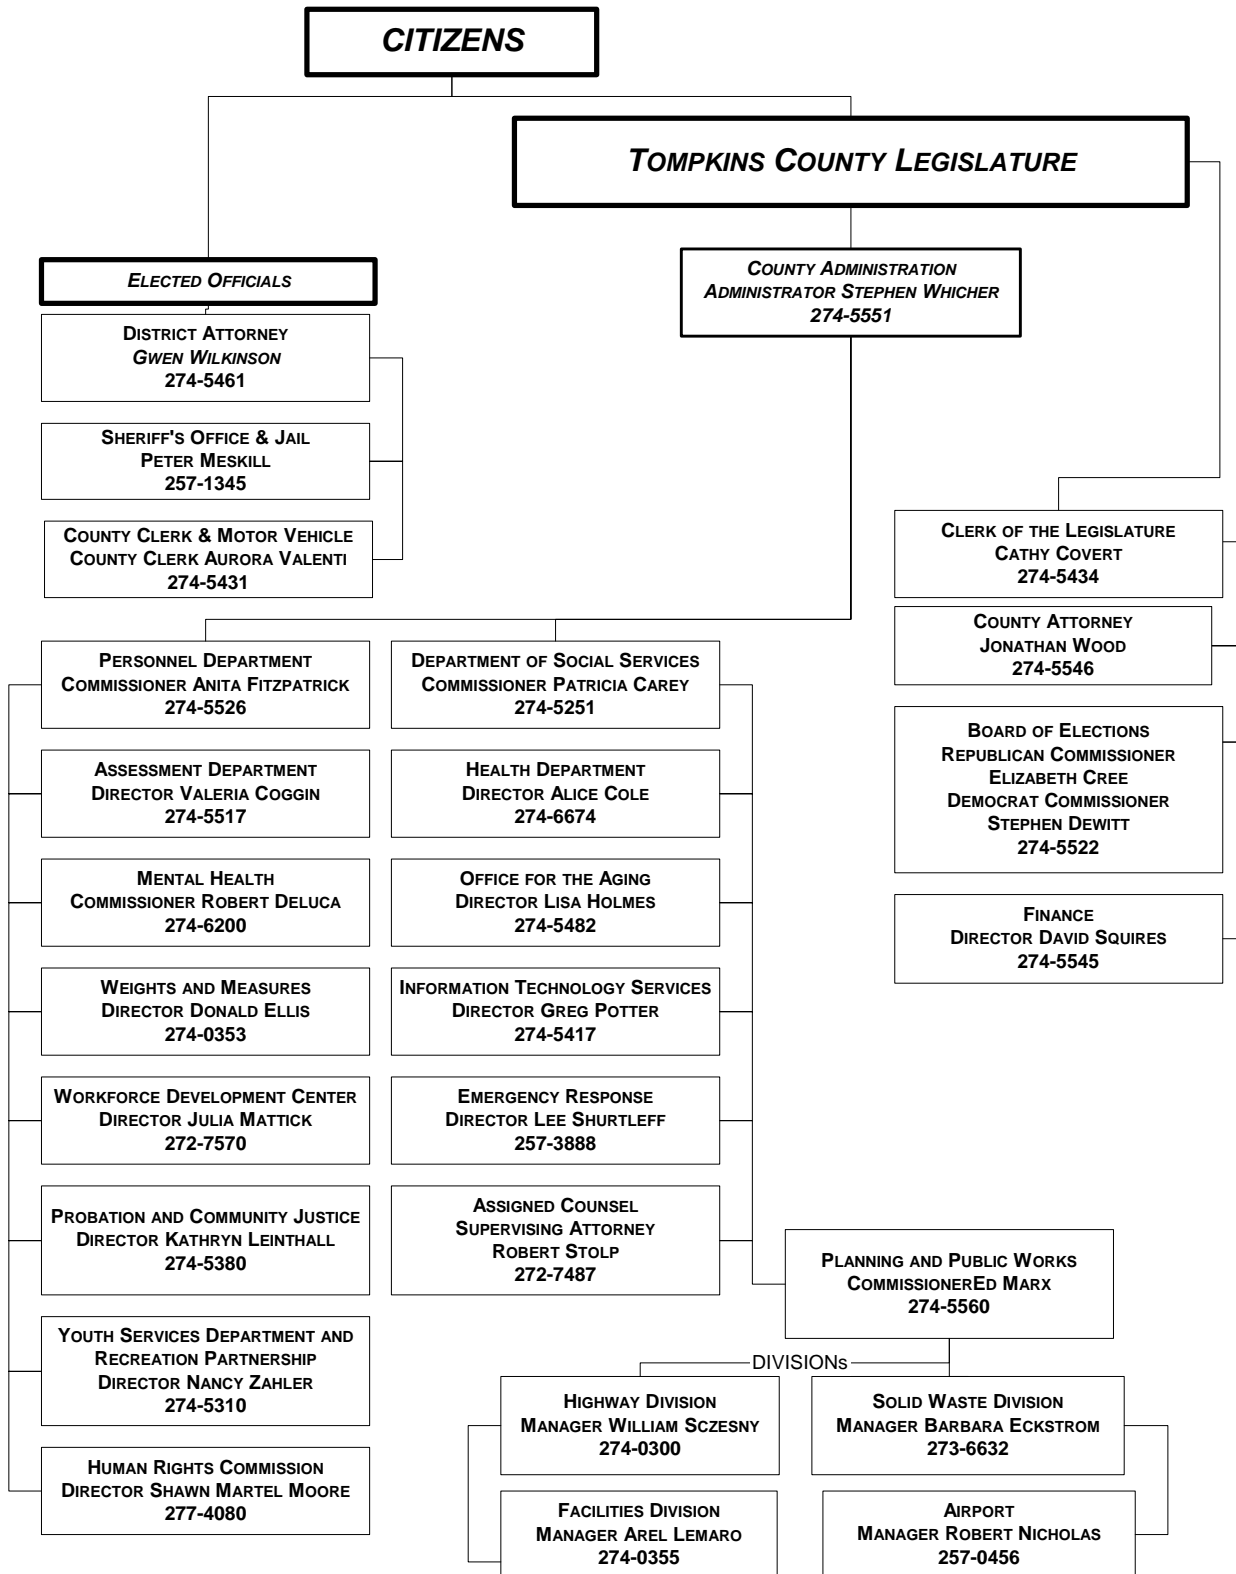 CITIZENS
TOMPKINS COUNTY LEGISLATURE
ELECTED OFFICIALS
COUNTY ADMINISTRATION
ADMINISTRATOR STEPHEN WHICHER
274-5551
DISTRICT ATTORNEY
GWEN WILKINSON
274-5461
SHERIFF'S OFFICE & JAIL
PETER MESKILL
257-1345
COUNTY CLERK & MOTOR VEHICLE
COUNTY CLERK AURORA VALENTI
274-5431
CLERK OF THE LEGISLATURE
CATHY COVERT
274-5434
COUNTY ATTORNEY
JONATHAN WOOD
274-5546
BOARD OF ELECTIONS
REPUBLICAN COMMISSIONER
ELIZABETH CREE
DEMOCRAT COMMISSIONER
STEPHEN DEWITT
274-5522
FINANCE
DIRECTOR DAVID SQUIRES
274-5545
PERSONNEL DEPARTMENT
COMMISSIONER ANITA FITZPATRICK
274-5526
ASSESSMENT DEPARTMENT
DIRECTOR VALERIA COGGIN
274-5517
MENTAL HEALTH
COMMISSIONER ROBERT DELUCA
274-6200
WEIGHTS AND MEASURES
DIRECTOR DONALD ELLIS
274-0353
WORKFORCE DEVELOPMENT CENTER
DIRECTOR JULIA MATTICK
272-7570
PROBATION AND COMMUNITY JUSTICE
DIRECTOR KATHRYN LEINTHALL
274-5380
YOUTH SERVICES DEPARTMENT AND
RECREATION PARTNERSHIP
DIRECTOR NANCY ZAHLER
274-5310
HUMAN RIGHTS COMMISSION
DIRECTOR SHAWN MARTEL MOORE
277-4080
DEPARTMENT OF SOCIAL SERVICES
COMMISSIONER PATRICIA CAREY
274-5251
HEALTH DEPARTMENT
DIRECTOR ALICE COLE
274-6674
OFFICE FOR THE AGING
DIRECTOR LISA HOLMES
274-5482
INFORMATION TECHNOLOGY SERVICES
DIRECTOR GREG POTTER
274-5417
EMERGENCY RESPONSE
DIRECTOR LEE SHURTLEFF
257-3888
ASSIGNED COUNSEL
SUPERVISING ATTORNEY
ROBERT STOLP
272-7487
PLANNING AND PUBLIC WORKS
COMMISSIONERED MARX
274-5560
DIVISIONs
HIGHWAY DIVISION
MANAGER WILLIAM SCZESNY
274-0300
SOLID WASTE DIVISION
MANAGER BARBARA ECKSTROM
273-6632
FACILITIES DIVISION
MANAGER AREL LEMARO
274-0355
AIRPORT
MANAGER ROBERT NICHOLAS
257-0456